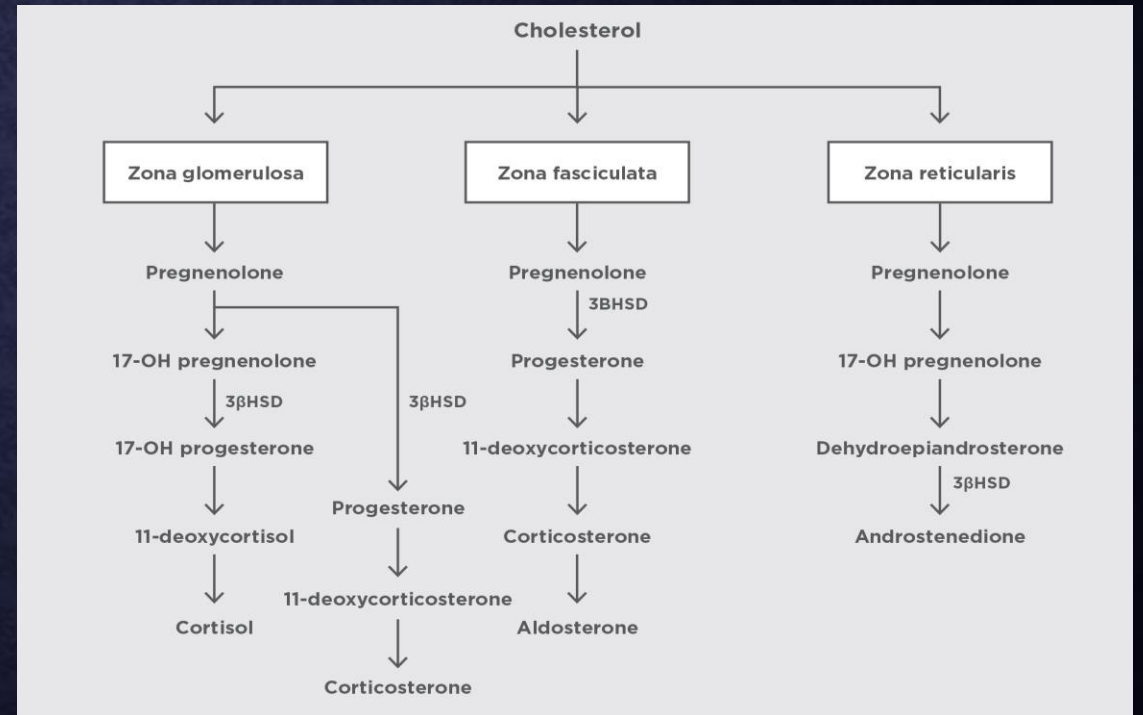 Cholesterol
Zona glomerulosa
Zona fasciculata
Zona reticularis
Pregnenolone
Pregnenolone
Pregnenolone
3BHSD
17-OH pregnenolone
Progesterone
17-OH pregnenolone
3βHSD
3βHSD
17-OH progesterone
11-deoxycorticosterone
Dehydroepiandrosterone
3βHSD
Progesterone
11-deoxycortisol
Corticosterone
Androstenedione
11-deoxycorticosterone
Cortisol
Aldosterone
Corticosterone